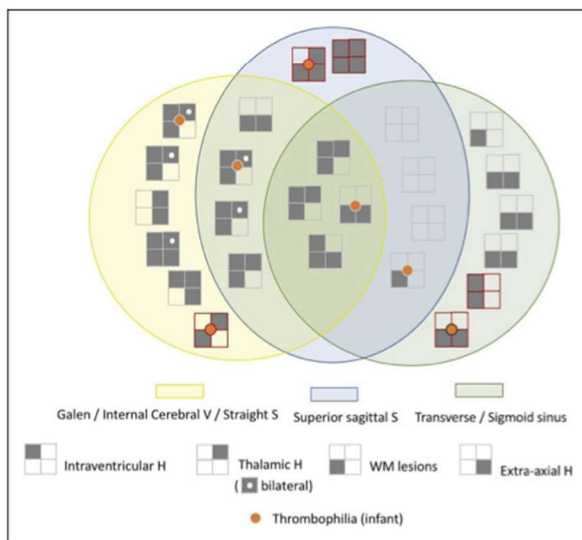 Galen / Internal Cerebral V / Straight S
Superior sagittal S
Transverse / Sigmoid sinus
Intraventricular H
Thalamic H
( bilateral)
WM lesions
Extra-axial H
Thrombophilia (infant)